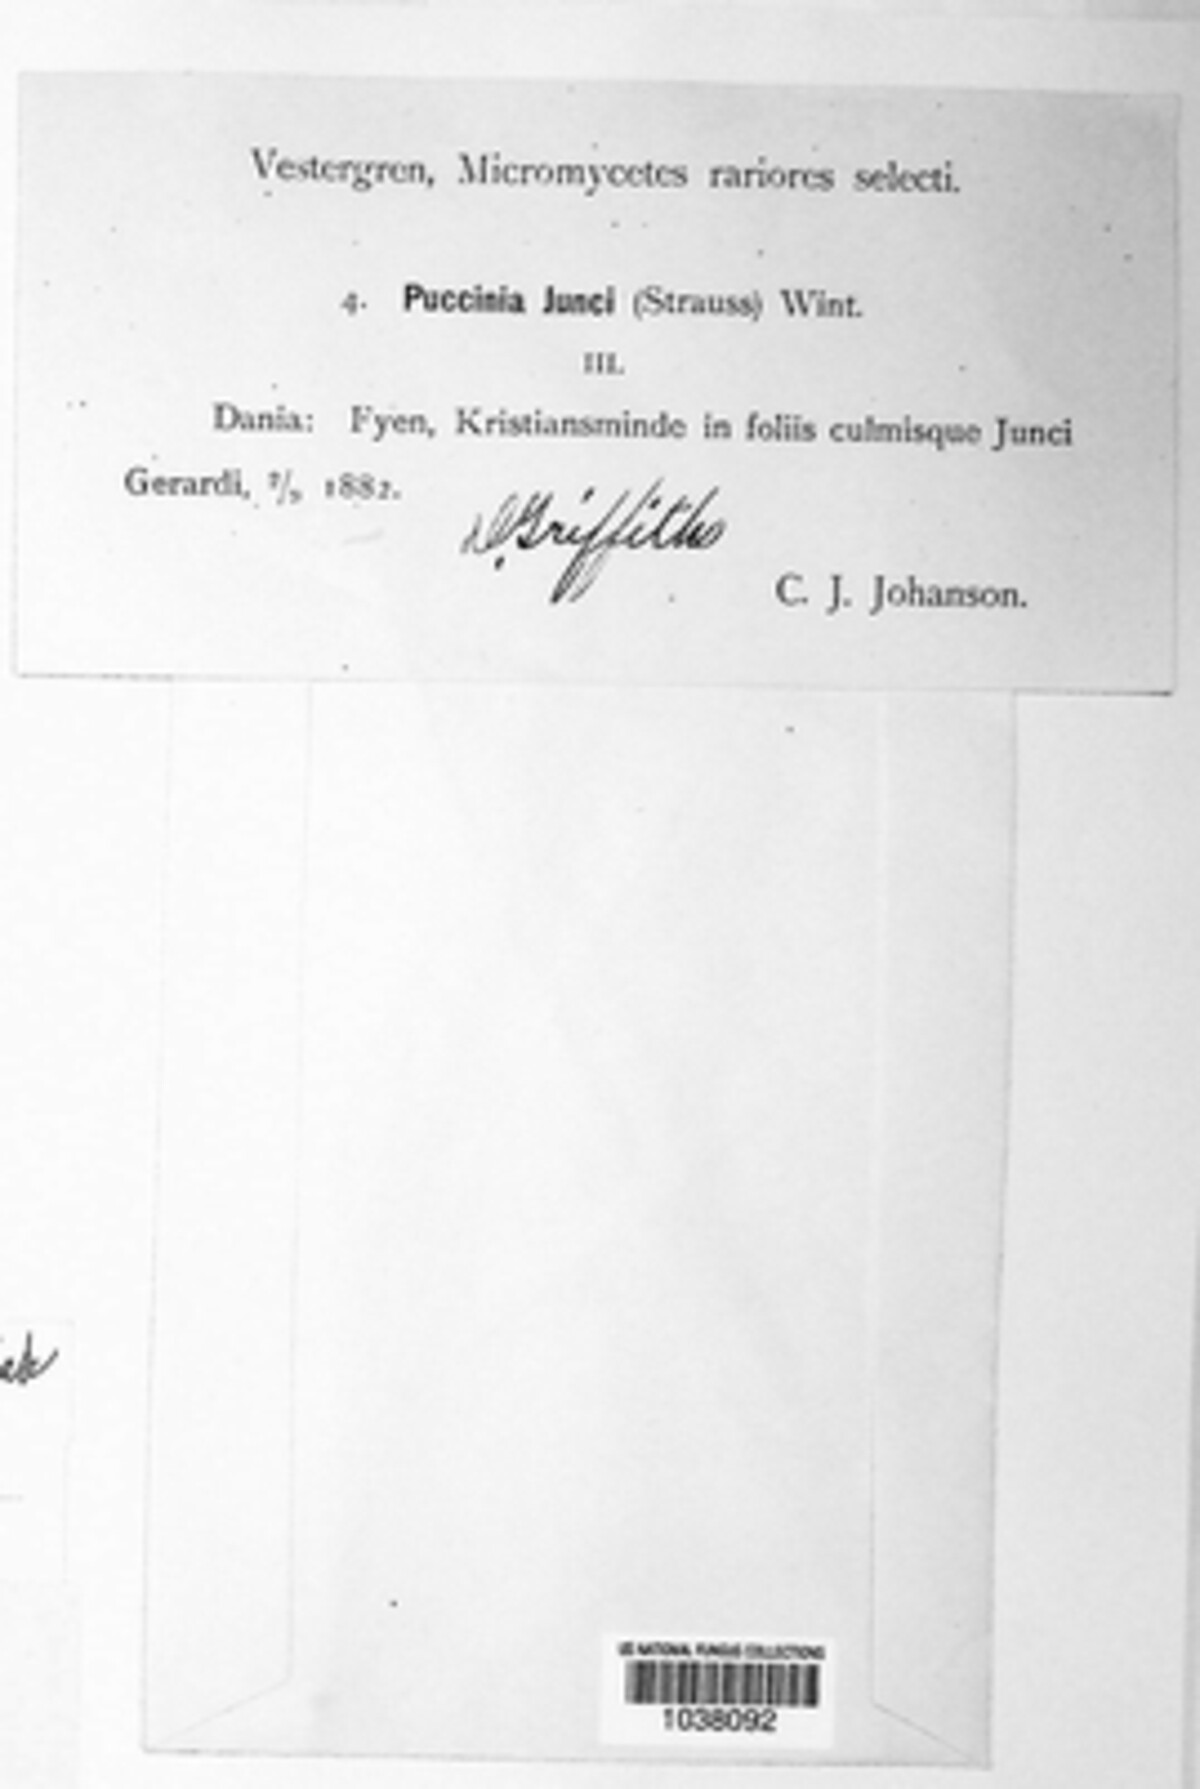 Vestergren, Micromycetes rariores selecti.
4. Puccinia Junci (Strauss) Wint.
III.
Dania: Fyen, Kristiansminde in foliis culmisque Junci
Gerardi, 7/9 1882.
D. Griffiths
C. J. Johanson.
US NATIONAL FUNGUS COLLECTIONS
1038092